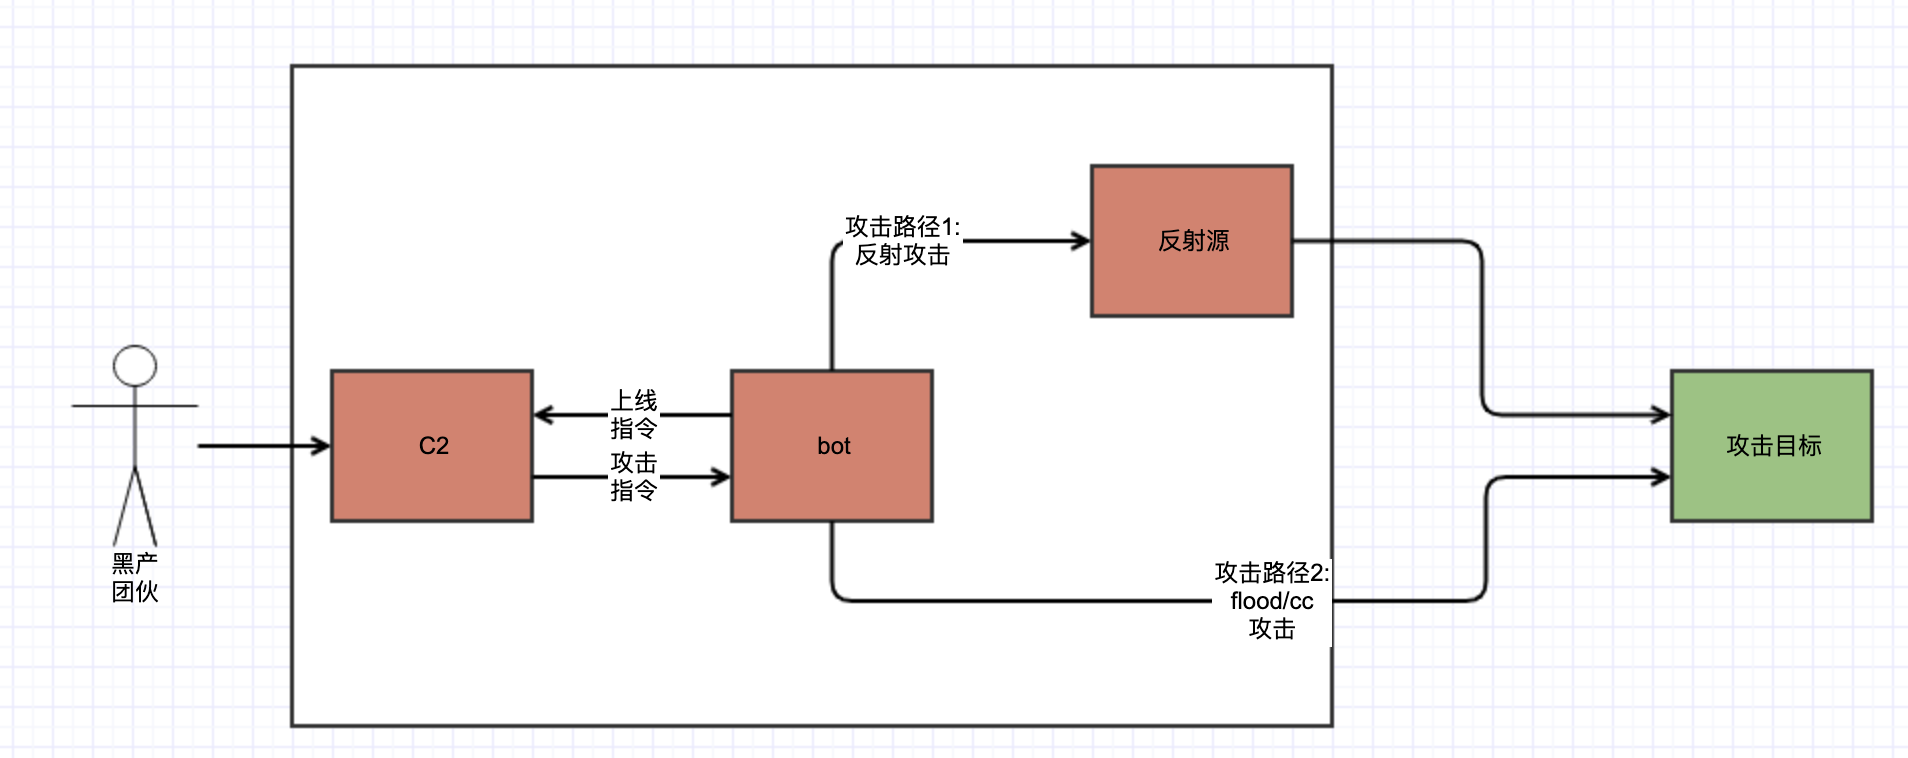 攻击路径1:
反射攻击
反射源
上线
指令
C2
bot
攻击
指令
攻击目标
黑产
团伙
攻击路径2:
flood/cc
攻击